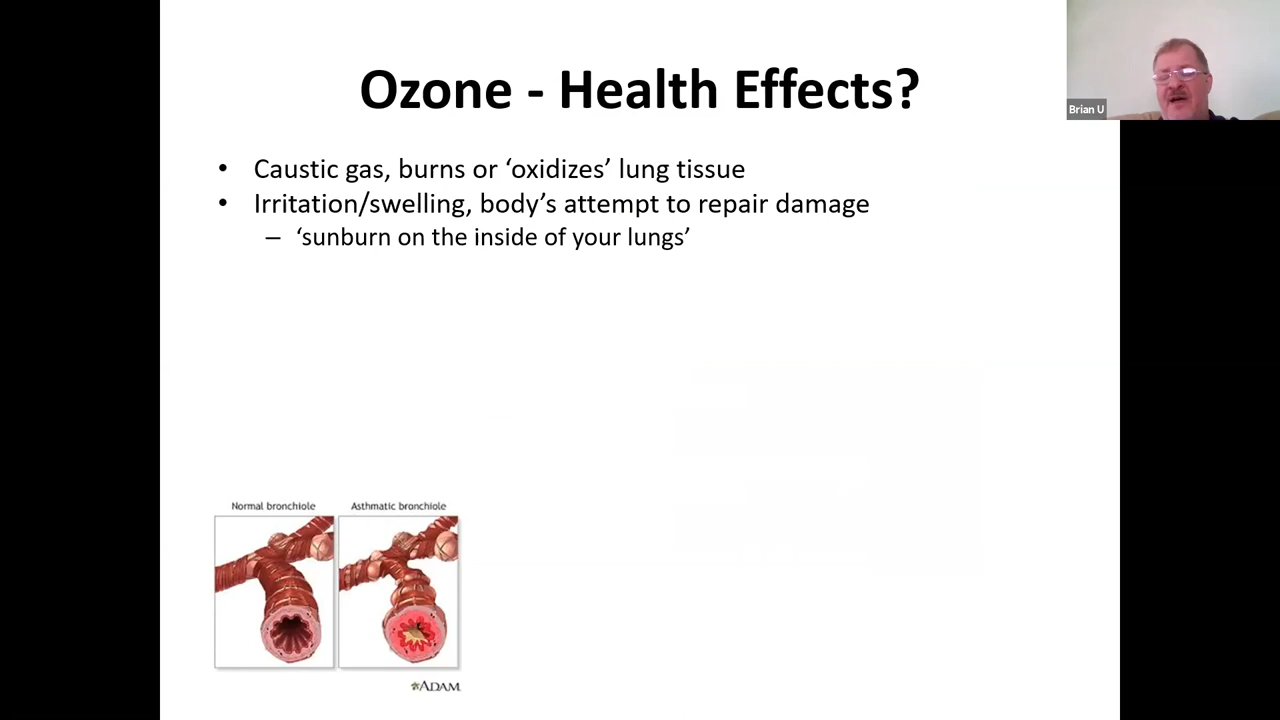 Ozone - Health Effects?
Brian U
• Caustic gas, burns or ‘oxidizes’ lung tissue
• Irritation/swelling, body’s attempt to repair damage
– ‘sunburn on the inside of your lungs’
Normal bronchiole
Asthmatic bronchiole
ADAM